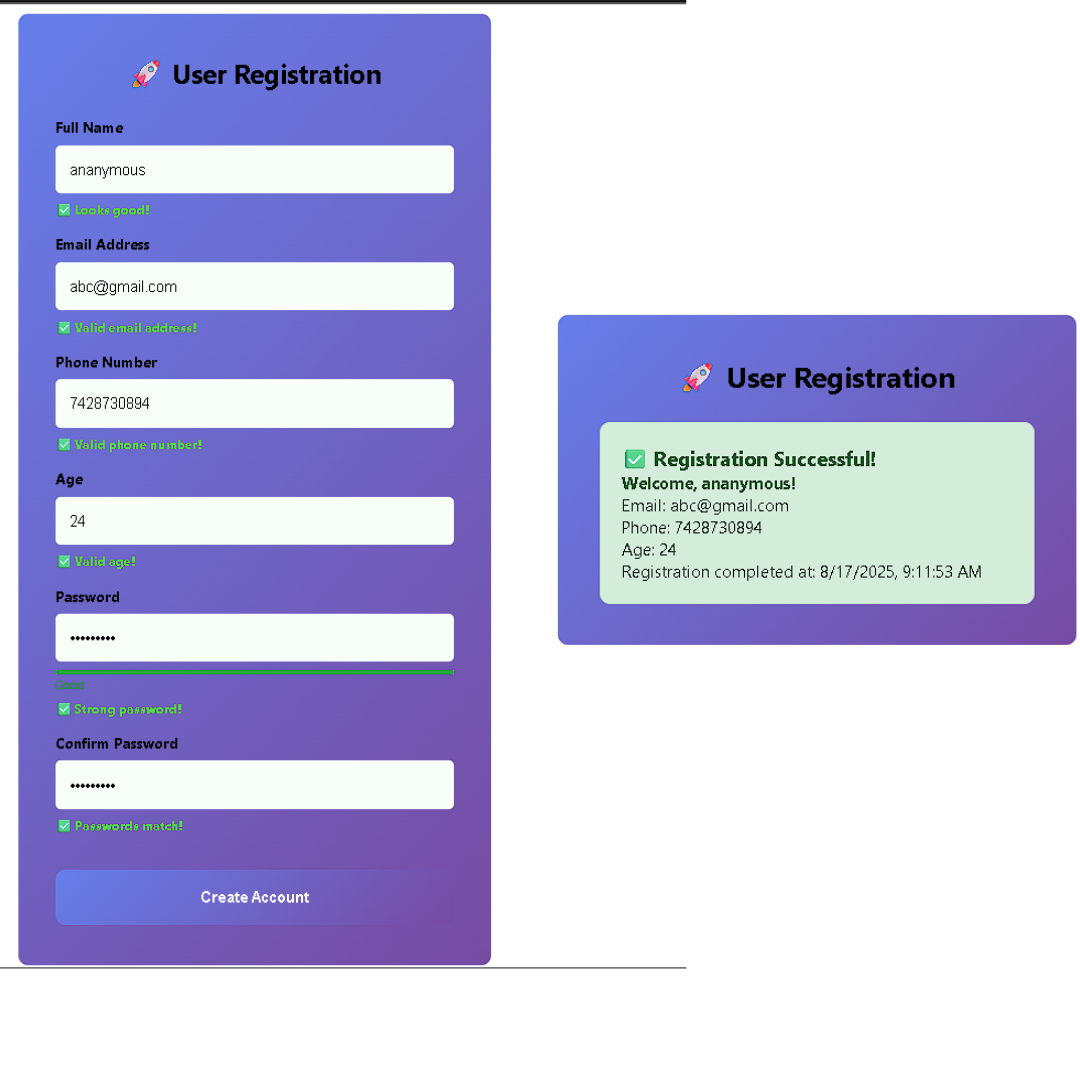 🚀 User Registration
Full Name
ananymous
✅ Looks good!
Email Address
abc@gmail.com
✅ Valid email address!
Phone Number
7428730894
✅ Valid phone number!
Age
24
✅ Valid age!
Password
•••••••••
Good
✅ Strong password!
Confirm Password
•••••••••
✅ Passwords match!
Create Account
🚀 User Registration
✅ Registration Successful!
Welcome, ananymous!
Email: abc@gmail.com
Phone: 7428730894
Age: 24
Registration completed at: 8/17/2025, 9:11:53 AM